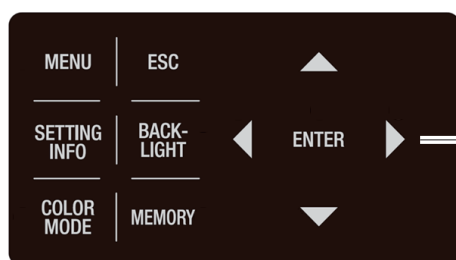 MENU
ESC
SETTING
INFO
BACK-
LIGHT
ENTER
COLOR
MODE
MEMORY